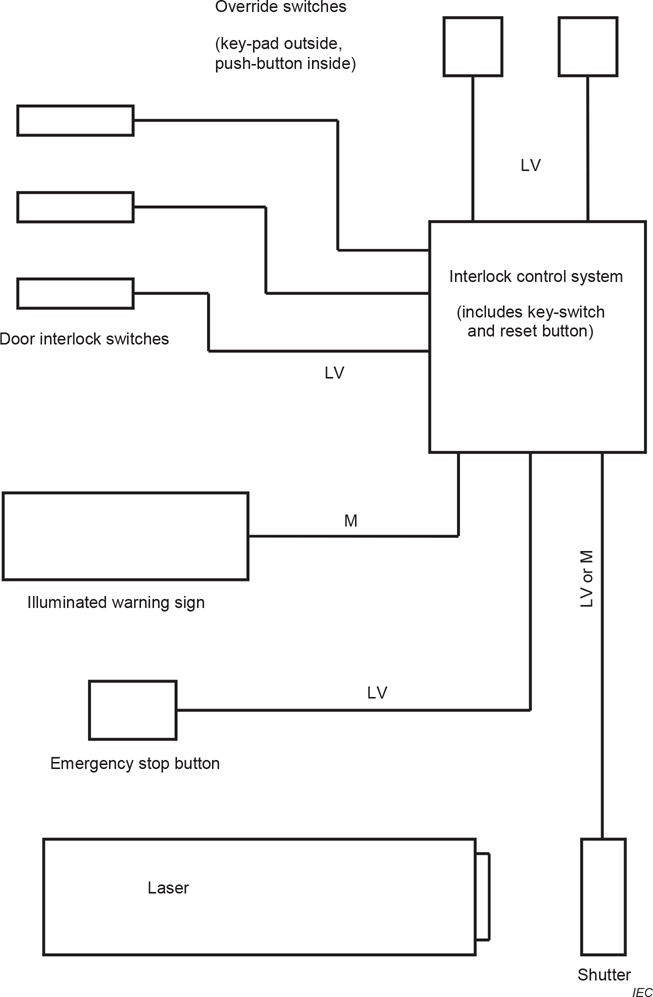 Override switches
(key-pad outside,
push-button inside)
LV
Interlock control system
(includes key-switch
and reset button)
Door interlock switches
LV
M
LV or M
Illuminated warning sign
LV
Emergency stop button
Laser
Shutter
IEC